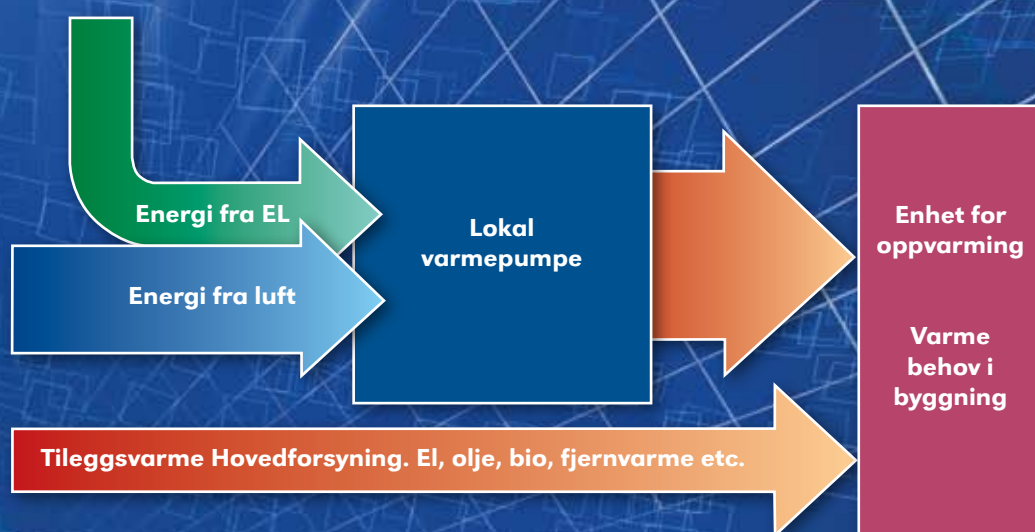 Energi fra EL
Energi fra luft
Lokal
varmepumpe
Enhet for
oppvarming
Varme
behov i
byggning
Tileggsvarme Hovedforsyning. El, olje, bio, fjernvarme etc.